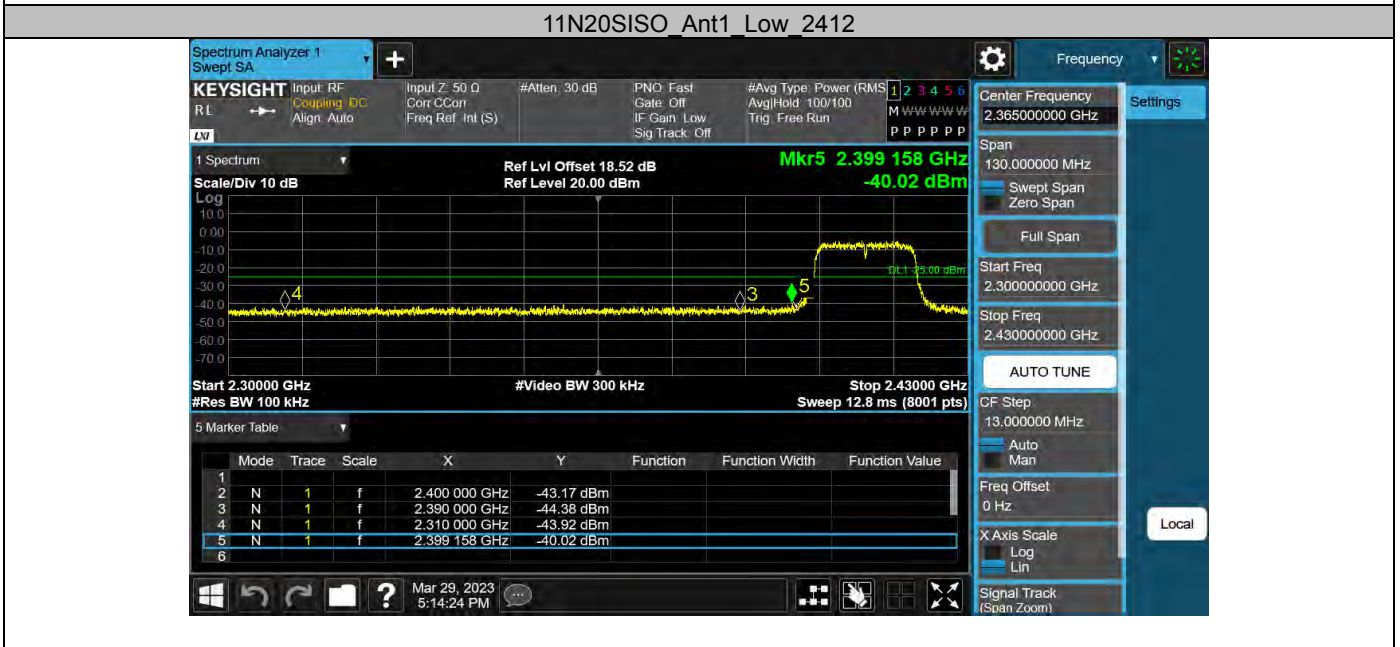 11N20SISO_Ant1_Low_2412
Spectrum Analyzer 1
Swept SA
+
Frequency
KEYSIGHT
RL
LXI
Input: RF
Coupling: DC
Align: Auto
Input Z: 50 Ω
Corr CCorr
Freq Ref: Int (S)
#Atten: 30 dB
PNO: Fast
Gate: Off
IF Gain: Low
Sig Track: Off
#Avg Type: Power (RMS
Avg|Hold: 100/100
Trig: Free Run
1 2 3 4 5 6
M W W W W W
P P P P P P
Center Frequency
2.365000000 GHz
Settings
1 Spectrum
Scale/Div 10 dB
Ref Lvl Offset 18.52 dB
Ref Level 20.00 dBm
Mkr5 2.399 158 GHz
-40.02 dBm
Log
10.0
0.00
-10.0
-20.0
-30.0
-40.0
-50.0
-60.0
-70.0
DL1 -25.00 dBm
4
3
5
Start 2.30000 GHz
#Res BW 100 kHz
#Video BW 300 kHz
Stop 2.43000 GHz
Sweep 12.8 ms (8001 pts)
Span
130.000000 MHz
Swept Span
Zero Span
Full Span
Start Freq
2.300000000 GHz
Stop Freq
2.430000000 GHz
AUTO TUNE
CF Step
13.000000 MHz
Auto
Man
Freq Offset
0 Hz
X Axis Scale
Log
Lin
Signal Track
(Span Zoom)
Local
5 Marker Table
Mode Trace Scale X Y Function Function Width Function Value
1
2 N 1 f 2.400 000 GHz -43.17 dBm
3 N 1 f 2.390 000 GHz -44.38 dBm
4 N 1 f 2.310 000 GHz -43.92 dBm
5 N 1 f 2.399 158 GHz -40.02 dBm
6
?
Mar 29, 2023
5:14:24 PM